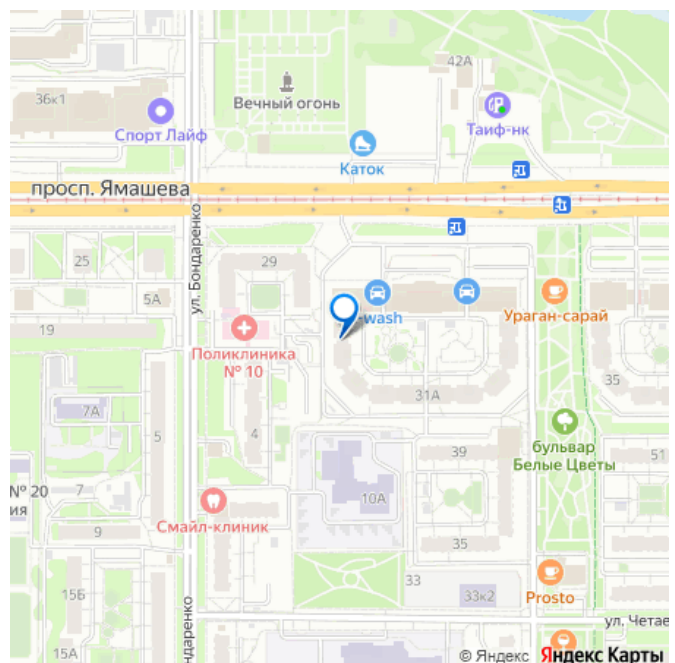 42А
36к1
Вечный огонь
Спорт Лайф
Таиф-нк
Каток
просп. Ямашева
ул. Бондаренко
25
29
5А
-wash
Ураган-сарай
19
Поликлиника
№ 10
35
31А
7А
5
4
39
бульвар
Белые Цветы
51
№ 20
ия
7
10А
Смайл-клиник
9
35
33
15Б
33к2
Prosto
ндаренко
ул. Четае
15А
© Яндекс Яндекс Карты